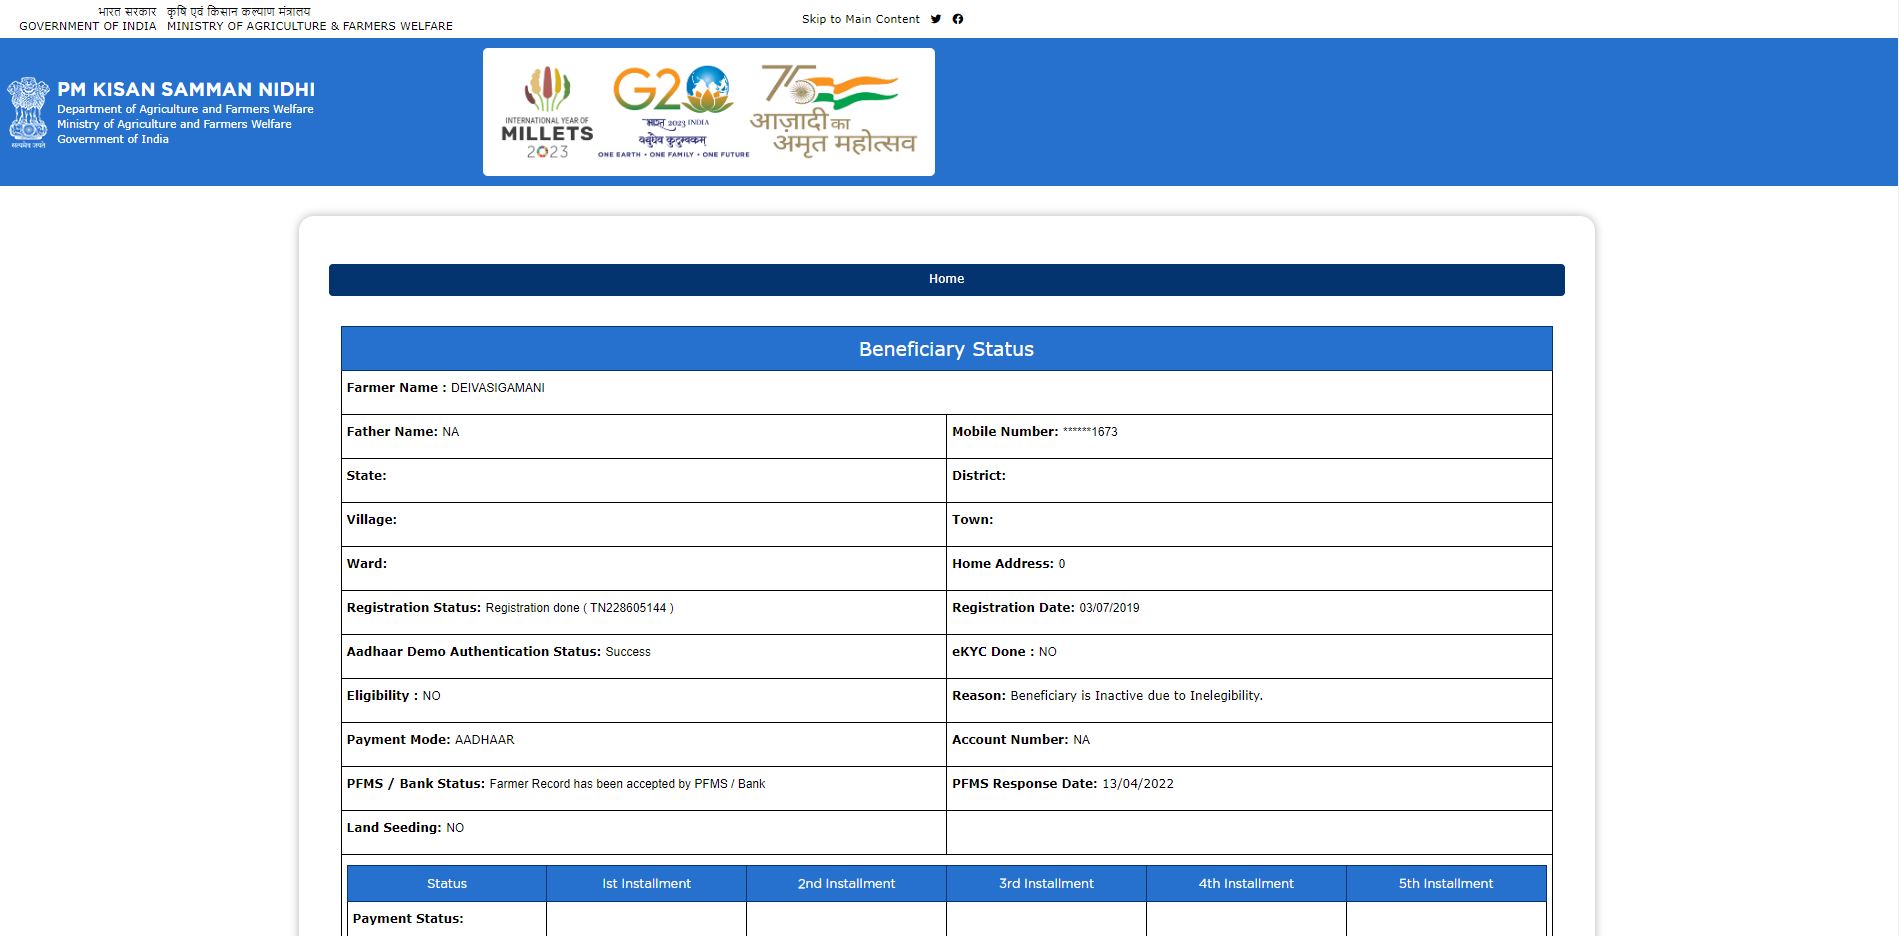 भारत सरकार कृषि एवं किसान कल्याण मंत्रालय
GOVERNMENT OF INDIA MINISTRY OF AGRICULTURE & FARMERS WELFARE
Skip to Main Content
PM KISAN SAMMAN NIDHI
Department of Agriculture and Farmers Welfare
Ministry of Agriculture and Farmers Welfare
Government of India
सत्यमेव जयते
INTERNATIONAL YEAR OF
MILLETS
2023
G20
भारत 2023 INDIA
वसुधैव कुटुम्बकम्
ONE EARTH • ONE FAMILY • ONE FUTURE
75
आज़ादी का
अमृत महोत्सव
Home
Beneficiary Status
Farmer Name : DEIVASIGAMANI
Father Name: NA
Mobile Number: ******1673
State:
District:
Village:
Town:
Ward:
Home Address: 0
Registration Status: Registration done ( TN228605144 )
Registration Date: 03/07/2019
Aadhaar Demo Authentication Status: Success
eKYC Done : NO
Eligibility : NO
Reason: Beneficiary is Inactive due to Inelegibility.
Payment Mode: AADHAAR
Account Number: NA
PFMS / Bank Status: Farmer Record has been accepted by PFMS / Bank
PFMS Response Date: 13/04/2022
Land Seeding: NO
Status 1st Installment 2nd Installment 3rd Installment 4th Installment 5th Installment
Payment Status: